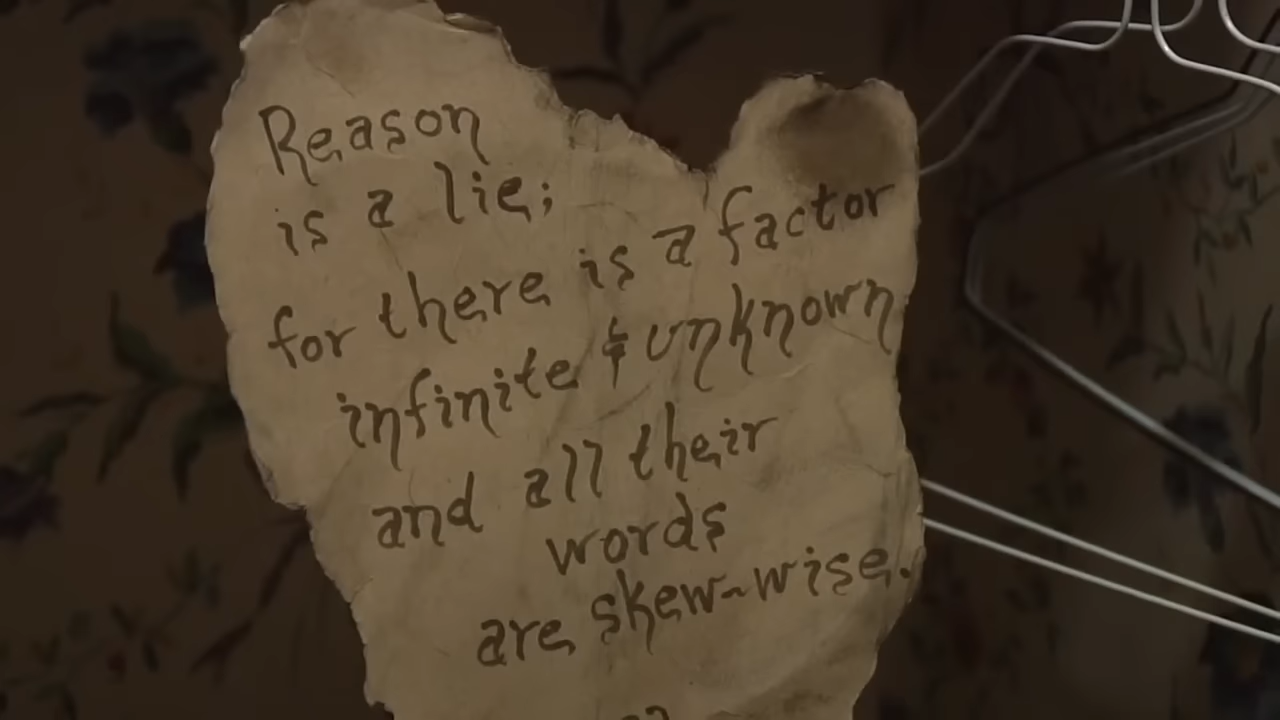 Reason
is a lie;
for there is a factor
infinite & unknown
and all their
words
are skew-wise.